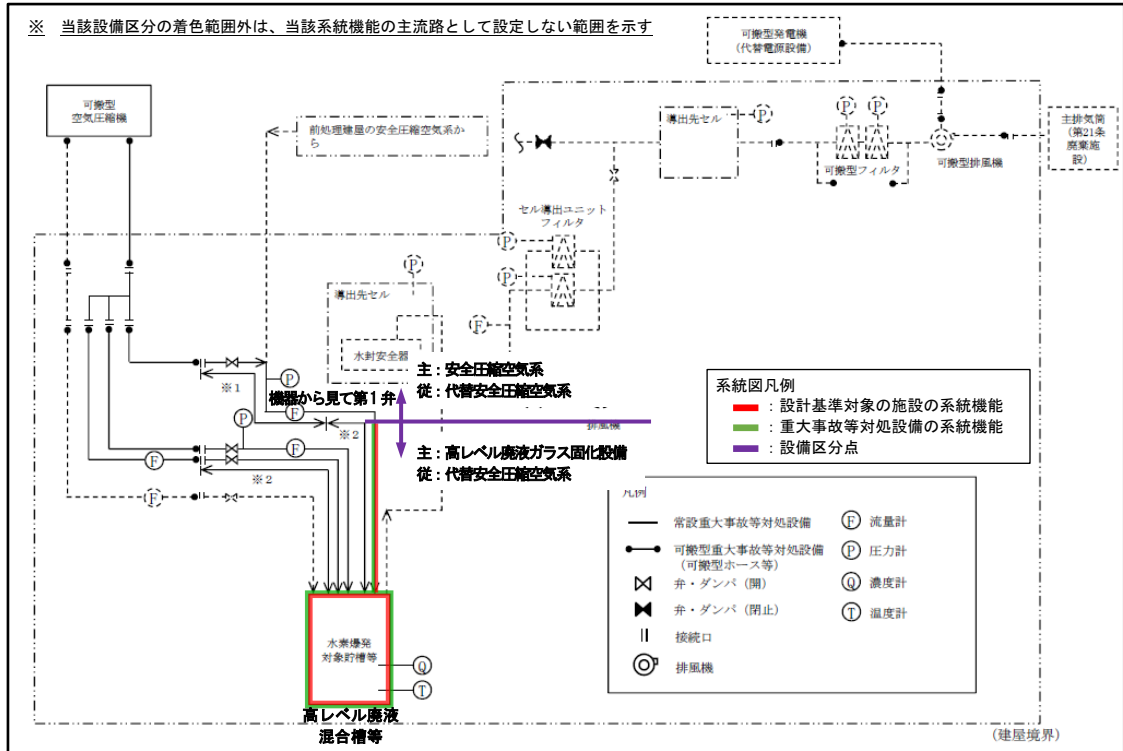 ※ 当該設備区分の着色範囲外は、当該系統機能の主流路として設定しない範囲を示す
可搬型発電機
(代替電源設備)
可搬型
空気圧縮機
前処理建屋の安全圧縮空気系か
ら
導出先セル
P
P
P
主排気筒
(第21条
廃棄施
設)
可搬型フィルタ
可搬型排風機
セル導出ユニット
フィルタ
P
P
P
導出先セル
F
水封安全器
主:安全圧縮空気系
従:代替安全圧縮空気系
※1
P
機器から見て第1弁
F
P
※2
排風機
F
F
※2
F
主:高レベル廃液ガラス固化設備
従:代替安全圧縮空気系
系統図凡例
:設計基準対象の施設の系統機能
:重大事故等対処設備の系統機能
:設備区分点
凡例
常設重大事故等対処設備
可搬型重大事故等対処設備
(可搬型ホース等)
弁・ダンパ(開)
弁・ダンパ(閉止)
接続口
排風機
F 流量計
P 圧力計
Q 濃度計
T 温度計
水素爆発
対象貯槽等
Q
T
高レベル廃液
混合槽等
(建屋境界)